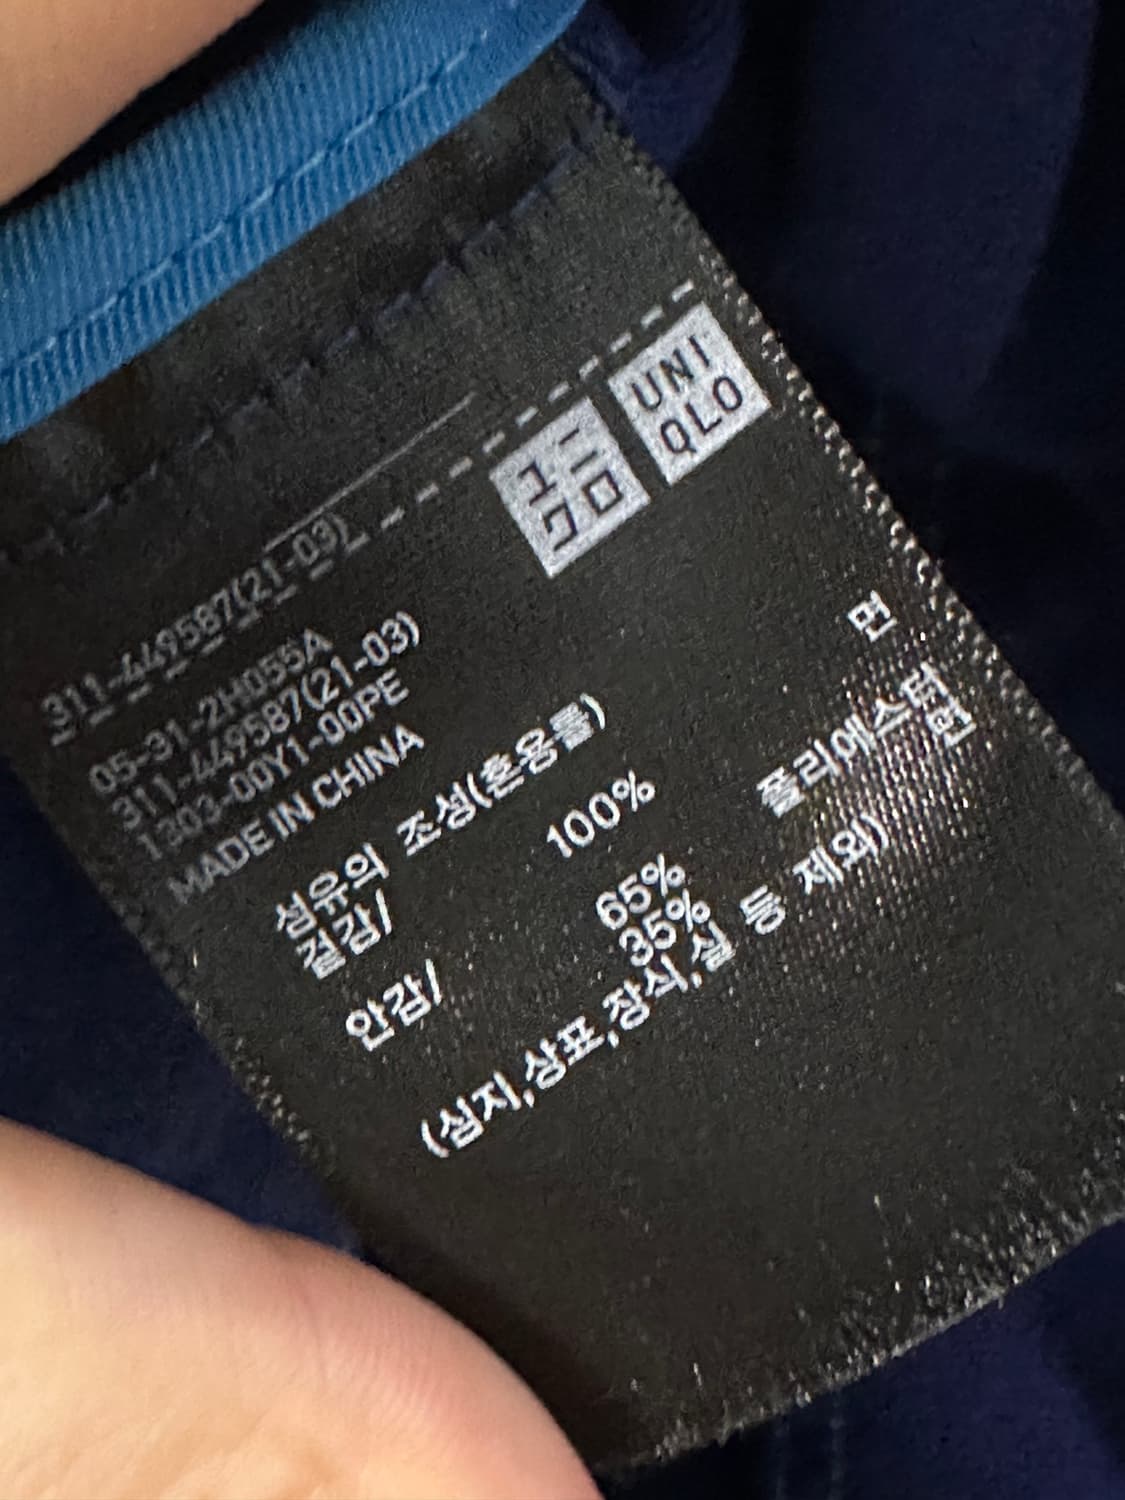 ユニ
クロ
UNI
QLO
311-449587(21-03)
05-31-2H055A
311-449587(21-03)
1303-00Y1-00PE
MADE IN CHINA
섬유의 조성(혼용률)
겉감/ 100% 면
안감/ 65% 폴리에스터
35% 면
(심지,상표,장식,실 등 제외)